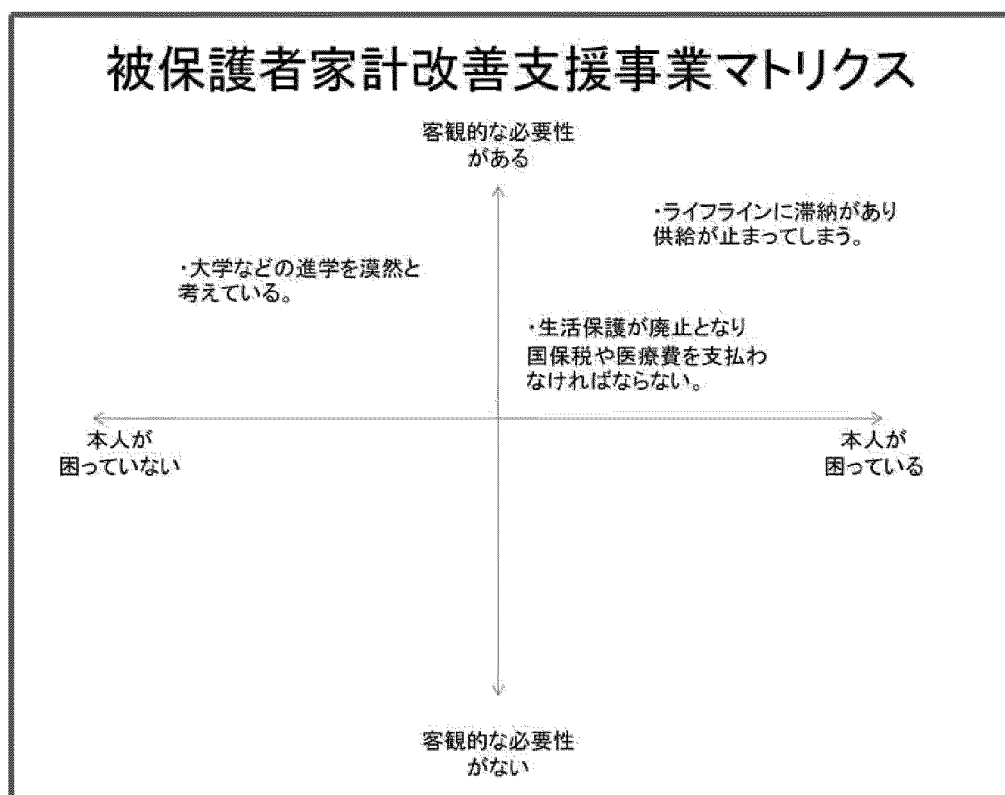 被保護者家計改善支援事業マトリクス
客観的な必要性
がある
・ライフラインに滞納があり
供給が止まってしまう。
・大学などの進学を漠然と
考えている。
・生活保護が廃止となり
国保税や医療費を支払わ
なければならない。
本人が
困っていない
本人が
困っている
客観的な必要性
がない